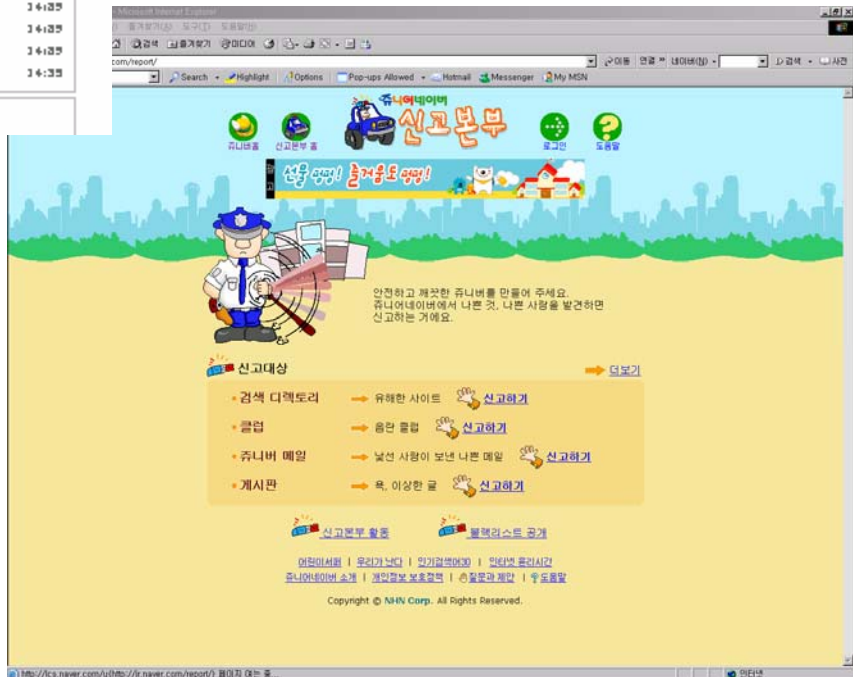 14:35
14:35
14:35
14:35
- Microsoft Internet Explorer
즐겨찾기(A) 도구(T) 도움말(H)
검색 즐겨찾기 미디어
com/report/
이동 연결 » 네이버(N) 검색 사전
Search Highlight Options Pop-ups Allowed Hotmail Messenger My MSN
쥬니어네이버
신고본부
쥬니버홈 신고본부 홈 로그인 도움말
광고
선물 팡팡! 즐거움도 팡팡!
안전하고 깨끗한 쥬니버를 만들어 주세요.
쥬니어네이버에서 나쁜 것, 나쁜 사람을 발견하면
신고하는 거에요.
신고대상 더보기
검색 디렉토리 유해한 사이트 신고하기
클럽 음란 클럽 신고하기
쥬니버 메일 낯선 사람이 보낸 나쁜 메일 신고하기
게시판 욕, 이상한 글 신고하기
신고본부 활동 블랙리스트 공개
어린이서퍼 | 우리가 났다 | 인기검색어30 | 인터넷 윤리시간
쥬니어네이버 소개 | 개인정보 보호정책 | 질문과 제안 | 도움말
Copyright © NHN Corp. All Rights Reserved.
http://lcs.naver.com/u{http://jr.naver.com/report/} 페이지 여는 중... 인터넷